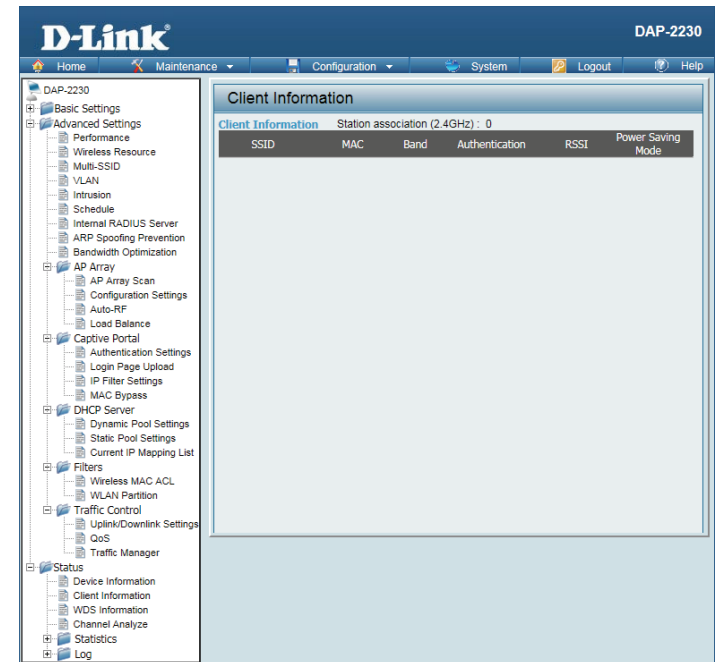 D-Link®
DAP-2230
Home Maintenance Configuration System Logout Help
DAP-2230
Basic Settings
Advanced Settings
Performance
Wireless Resource
Multi-SSID
VLAN
Intrusion
Schedule
Internal RADIUS Server
ARP Spoofing Prevention
Bandwidth Optimization
AP Array
AP Array Scan
Configuration Settings
Auto-RF
Load Balance
Captive Portal
Authentication Settings
Login Page Upload
IP Filter Settings
MAC Bypass
DHCP Server
Dynamic Pool Settings
Static Pool Settings
Current IP Mapping List
Filters
Wireless MAC ACL
WLAN Partition
Traffic Control
Uplink/Downlink Settings
QoS
Traffic Manager
Status
Device Information
Client Information
WDS Information
Channel Analyze
Statistics
Log
Client Information
Client Information Station association (2.4GHz) : 0
SSID MAC Band Authentication RSSI Power Saving
Mode